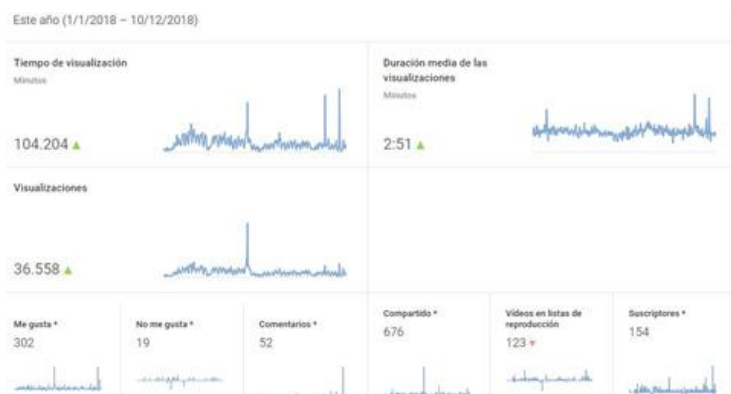 Este año (1/1/2018 – 10/12/2018)
Tiempo de visualización
Minutos
104.204
Duración media de las
visualizaciones
Minutos
2:51
Visualizaciones
36.558
Me gusta *
302
No me gusta *
19
Comentarios *
52
Compartido *
676
Vídeos en listas de
reproducción
123
Suscriptores *
154